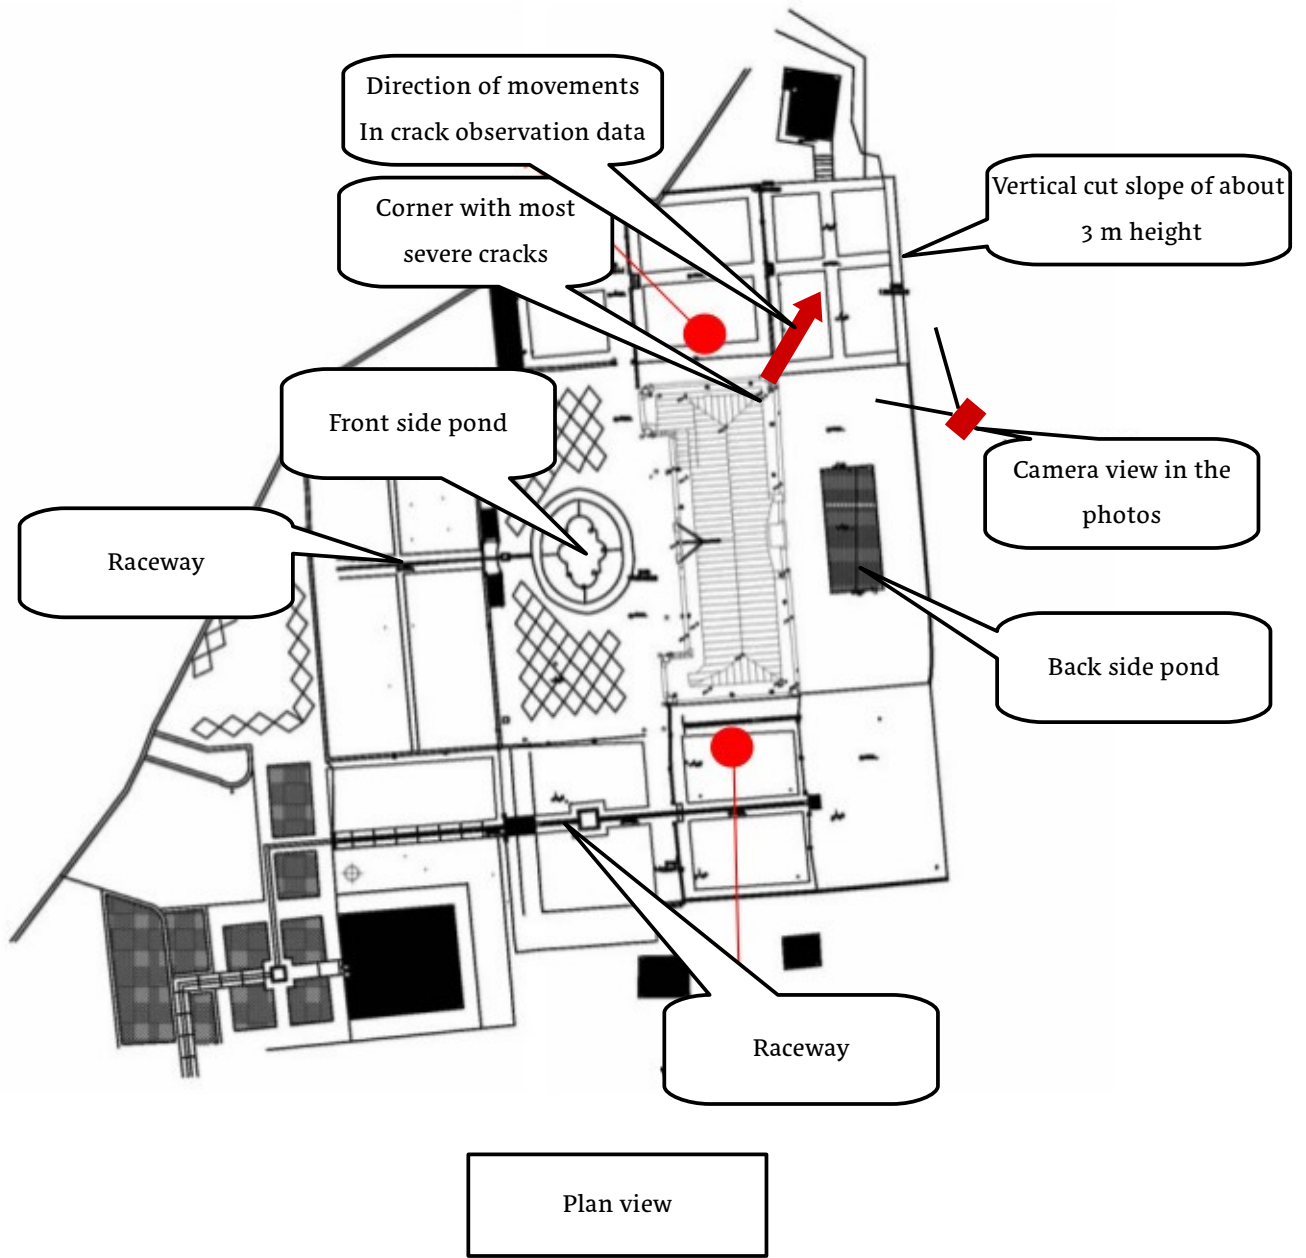 Direction of movements
In crack observation data
Corner with most
severe cracks
Vertical cut slope of about
3 m height
Front side pond
Camera view in the
photos
Raceway
Back side pond
Raceway
Plan view